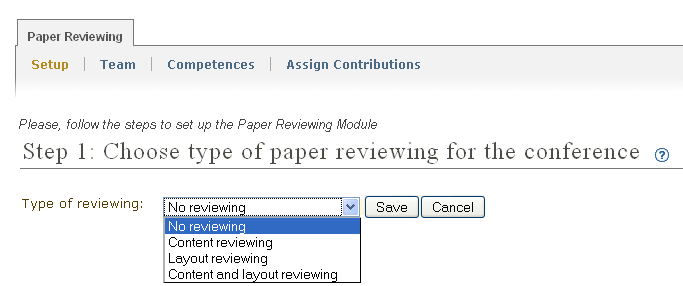 Paper Reviewing
Setup Team Competences Assign Contributions
Please, follow the steps to set up the Paper Reviewing Module
Step 1: Choose type of paper reviewing for the conference ?
Type of reviewing: No reviewing Save Cancel
No reviewing
Content reviewing
Layout reviewing
Content and layout reviewing